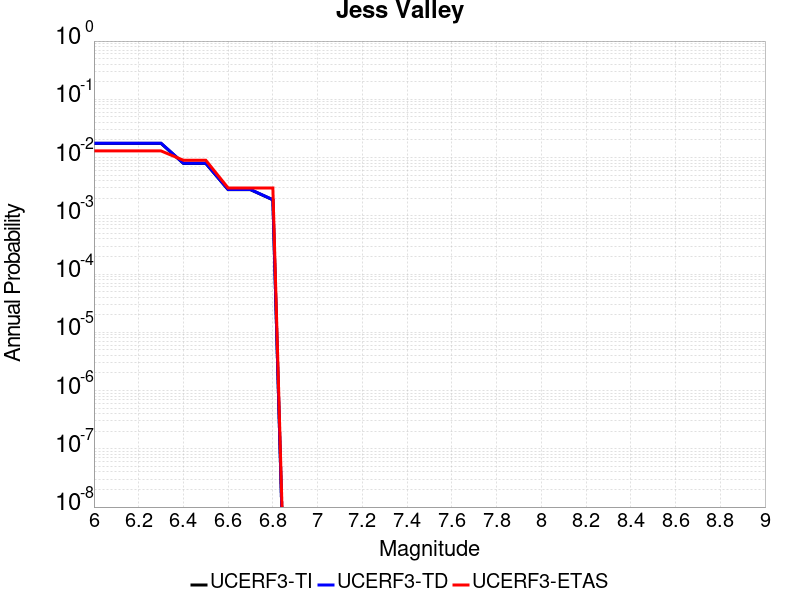 Jess Valley
10^0
10^-1
10^-2
10^-3
10^-4
10^-5
10^-6
10^-7
10^-8
Annual Probability
6 6.2 6.4 6.6 6.8 7 7.2 7.4 7.6 7.8 8 8.2 8.4 8.6 8.8 9
Magnitude
UCERF3-TI UCERF3-TD UCERF3-ETAS